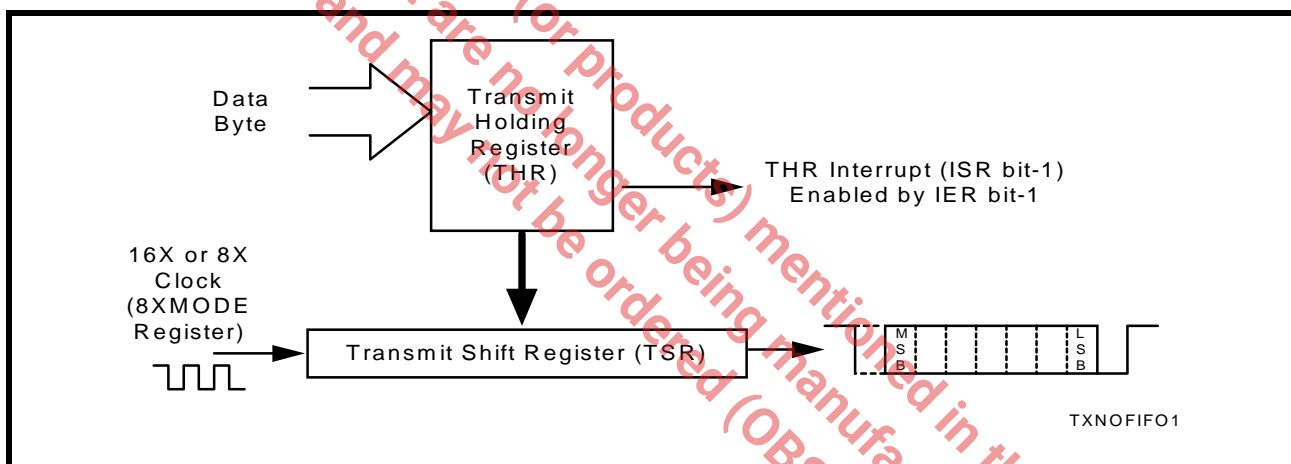 (or products) mentioned in th
are no longer being manufa
and may not be ordered (OBS
Data
Byte
Transmit
Holding
Register
(THR)
THR Interrupt (ISR bit-1)
Enabled by IER bit-1
16X or 8X
Clock
(8XMODE
Register)
Transmit Shift Register (TSR)
M
S
B
L
S
B
TXNOFIFO1